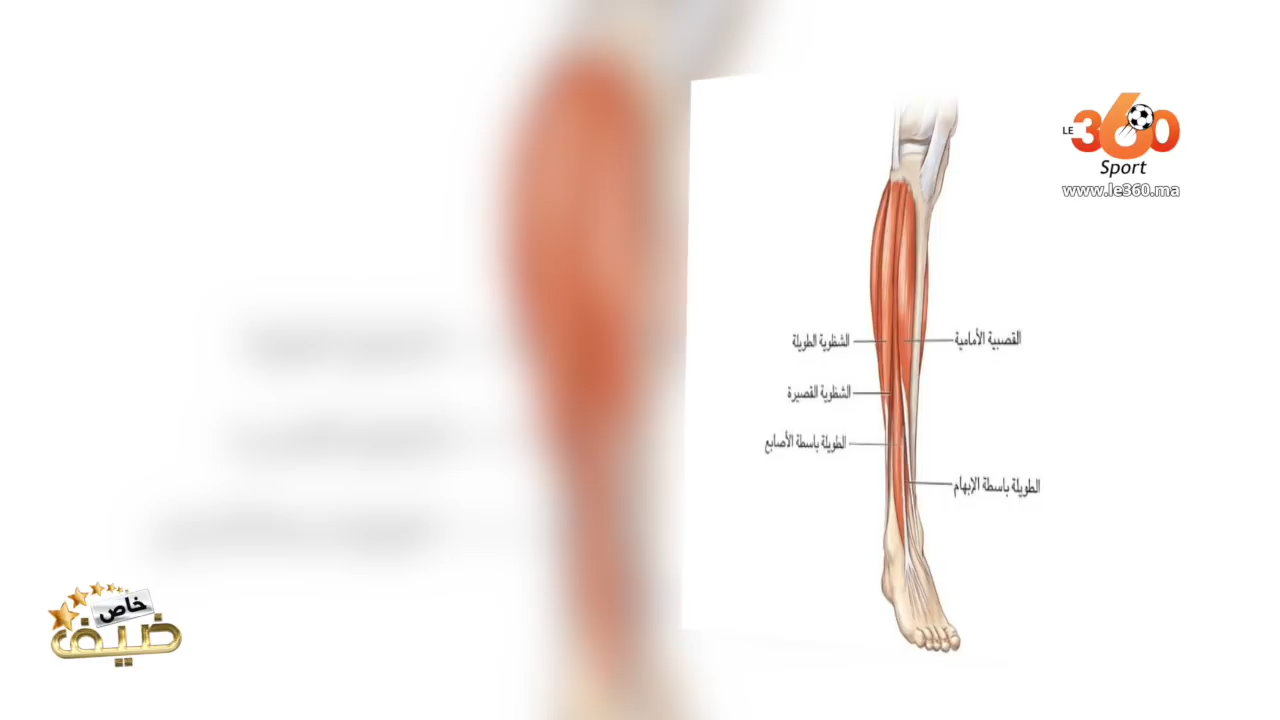 LE
360
Sport
www.le360.ma
القصبية الأمامية
الشظوية الطويلة
الشظوية القصيرة
الطويلة باسطة الأصابع
الطويلة باسطة الإبهام
ضيف
خاص